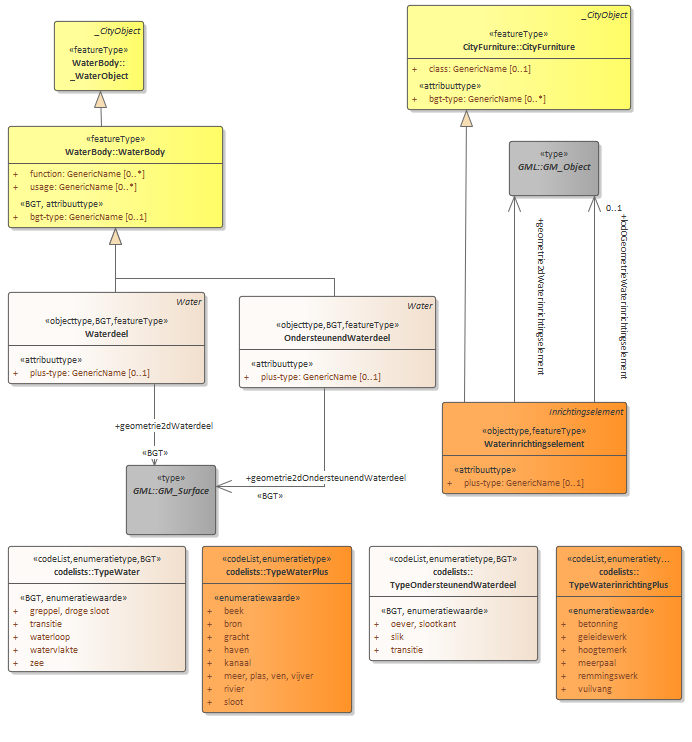 _CityObject
«featureType»
WaterBody::
_WaterObject
_CityObject
«featureType»
CityFurniture::CityFurniture
+ class: GenericName [0..1]
«attribuuttype»
+ bgt-type: GenericName [0..*]
«featureType»
WaterBody::WaterBody
+ function: GenericName [0..*]
+ usage: GenericName [0..*]
«BGT, attribuuttype»
+ bgt-type: GenericName [0..1]
«type»
GML::GM_Object
0..1
+geometrie2dWaterinrichtingselement
+lod0GeometrieWaterinrichtingselement
Water
«objecttype,BGT,featureType»
Waterdeel
«attribuuttype»
+ plus-type: GenericName [0..1]
Water
«objecttype,BGT,featureType»
OndersteunendWaterdeel
«attribuuttype»
+ plus-type: GenericName [0..1]
Inrichtingselement
«objecttype,featureType»
Waterinrichtingselement
«attribuuttype»
+ plus-type: GenericName [0..1]
+geometrie2dWaterdeel
«BGT»
«type»
GML::GM_Surface
+geometrie2dOndersteunendWaterdeel
«BGT»
«codeList,enumeratietype,BGT»
codelists::TypeWater
«BGT, enumeratiewaarde»
+ greppel, droge sloot
+ transitie
+ waterloop
+ watervlakte
+ zee
«codeList,enumeratietype»
codelists::TypeWaterPlus
«enumeratiewaarde»
+ beek
+ bron
+ gracht
+ haven
+ kanaal
+ meer, plas, ven, vijver
+ rivier
+ sloot
«codeList,enumeratietype,BGT»
codelists::
TypeOndersteunendWaterdeel
«BGT, enumeratiewaarde»
+ oever, slootkant
+ slik
+ transitie
«codeList,enumeratiety...
codelists::
TypeWaterinrichtingPlus
«enumeratiewaarde»
+ betonning
+ geleidewerk
+ hoogtemerk
+ meerpaal
+ remmingswerk
+ vuilvang